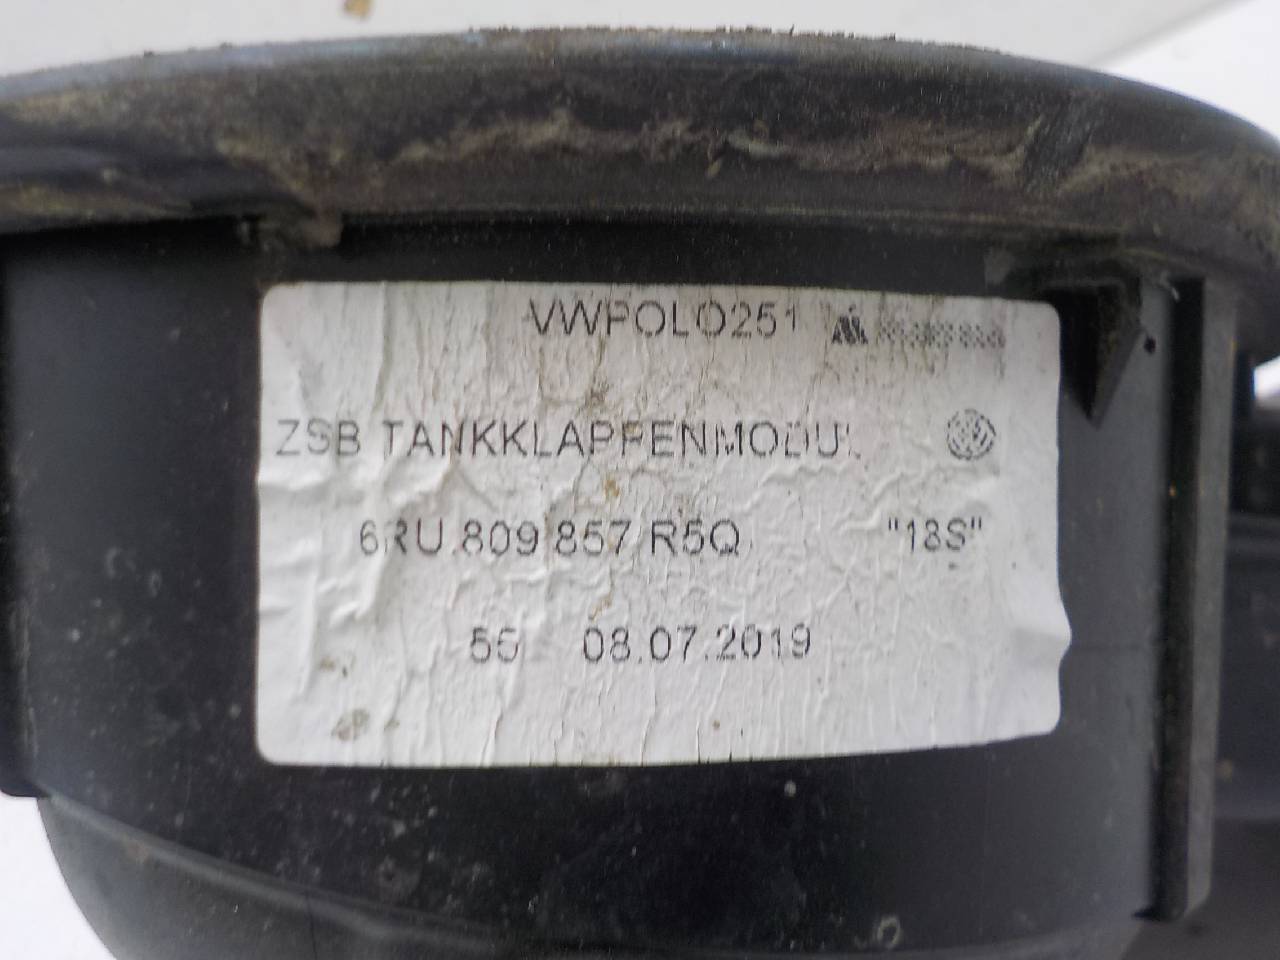 VWPOLO251
ZSB TANKKLAPPENMODUL
6RU.809.857.R5Q "18S"
55 08.07.2019